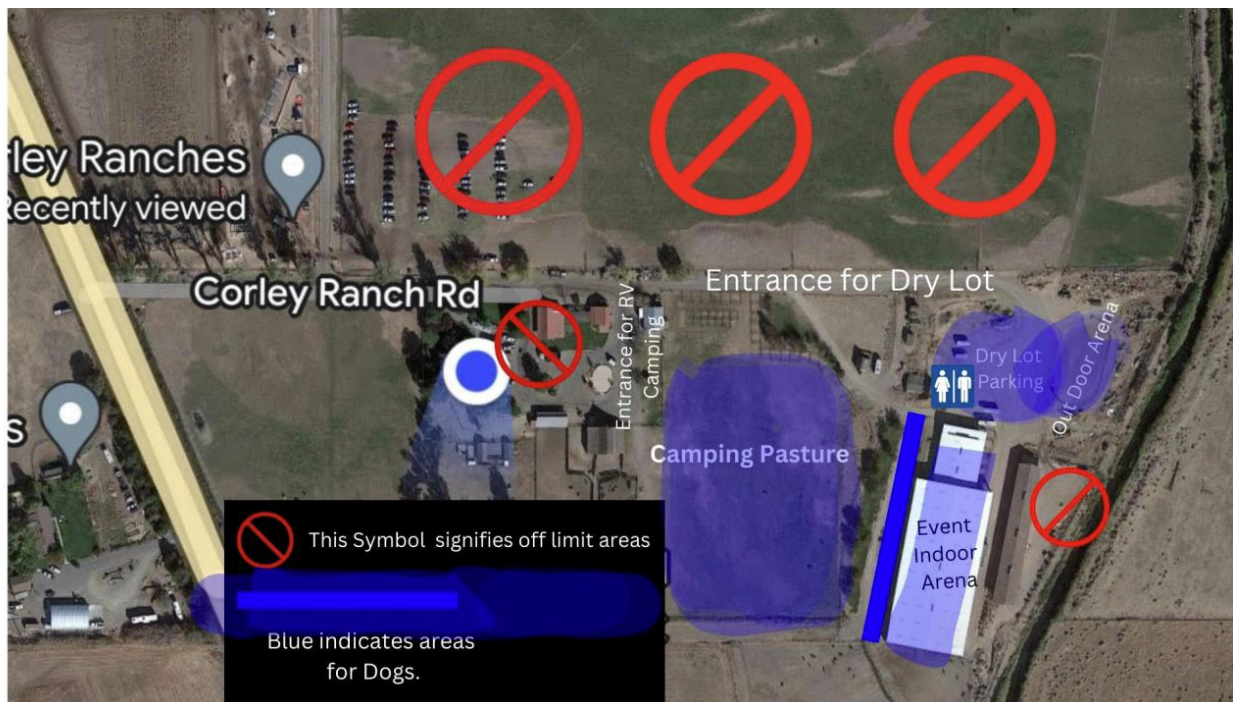 rley Ranches
Recently viewed
Corley Ranch Rd
Entrance for Dry Lot
Entrance for RV
Camping
Dry Lot
Parking
Out Door Arena
s
Camping Pasture
Event
Indoor
Arena
This Symbol signifies off limit areas
Blue indicates areas
for Dogs.